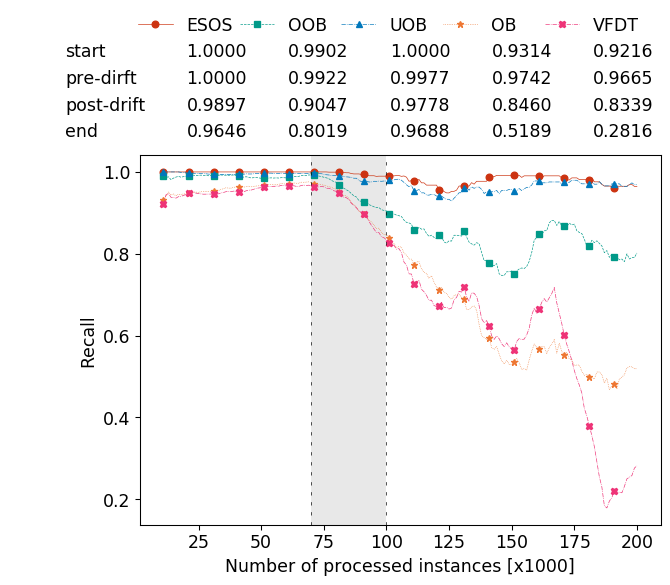 ESOS OOB UOB OB VFDT
start 1.0000 0.9902 1.0000 0.9314 0.9216
pre-dirft 1.0000 0.9922 0.9977 0.9742 0.9665
post-drift 0.9897 0.9047 0.9778 0.8460 0.8339
end 0.9646 0.8019 0.9688 0.5189 0.2816
1.0
0.8
0.6
0.4
0.2
Recall
25 50 75 100 125 150 175 200
Number of processed instances [x1000]